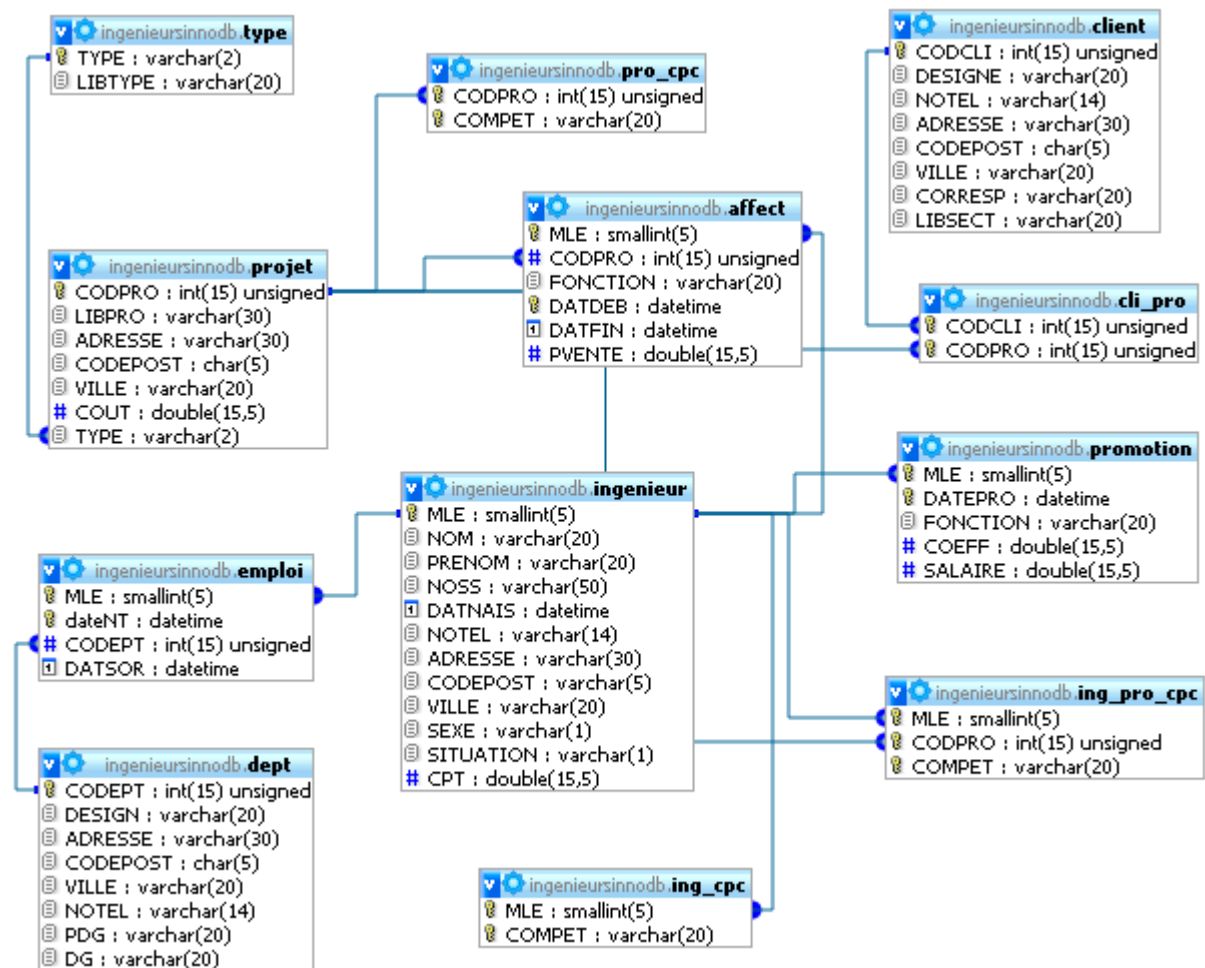 ingenieursinnodb.type
TYPE : varchar(2)
LIBTYPE : varchar(20)
ingenieursinnodb.pro_cpc
CODPRO : int(15) unsigned
COMPET : varchar(20)
ingenieursinnodb.client
CODCLI : int(15) unsigned
DESIGNE : varchar(20)
NOTEL : varchar(14)
ADRESSE : varchar(30)
CODEPOST : char(5)
VILLE : varchar(20)
CORRESP : varchar(20)
LIBSECT : varchar(20)
ingenieursinnodb.affect
MLE : smallint(5)
# CODPRO : int(15) unsigned
FONCTION : varchar(20)
DATDEB : datetime
DATFIN : datetime
# PVENTE : double(15,5)
ingenieursinnodb.projet
CODPRO : int(15) unsigned
LIBPRO : varchar(30)
ADRESSE : varchar(30)
CODEPOST : char(5)
VILLE : varchar(20)
# COUT : double(15,5)
TYPE : varchar(2)
ingenieursinnodb.cli_pro
CODCLI : int(15) unsigned
CODPRO : int(15) unsigned
ingenieursinnodb.promotion
MLE : smallint(5)
DATEPRO : datetime
FONCTION : varchar(20)
# COEFF : double(15,5)
# SALAIRE : double(15,5)
ingenieursinnodb.ingenieur
MLE : smallint(5)
NOM : varchar(20)
PRENOM : varchar(20)
NOSS : varchar(50)
DATNAIS : datetime
NOTEL : varchar(14)
ADRESSE : varchar(30)
CODEPOST : varchar(5)
VILLE : varchar(20)
SEXE : varchar(1)
SITUATION : varchar(1)
# CPT : double(15,5)
ingenieursinnodb.emploi
MLE : smallint(5)
dateNT : datetime
# CODEPT : int(15) unsigned
DATSOR : datetime
ingenieursinnodb.ing_pro_cpc
MLE : smallint(5)
CODPRO : int(15) unsigned
COMPET : varchar(20)
ingenieursinnodb.dept
CODEPT : int(15) unsigned
DESIGN : varchar(20)
ADRESSE : varchar(30)
CODEPOST : char(5)
VILLE : varchar(20)
NOTEL : varchar(14)
PDG : varchar(20)
DG : varchar(20)
ingenieursinnodb.ing_cpc
MLE : smallint(5)
COMPET : varchar(20)